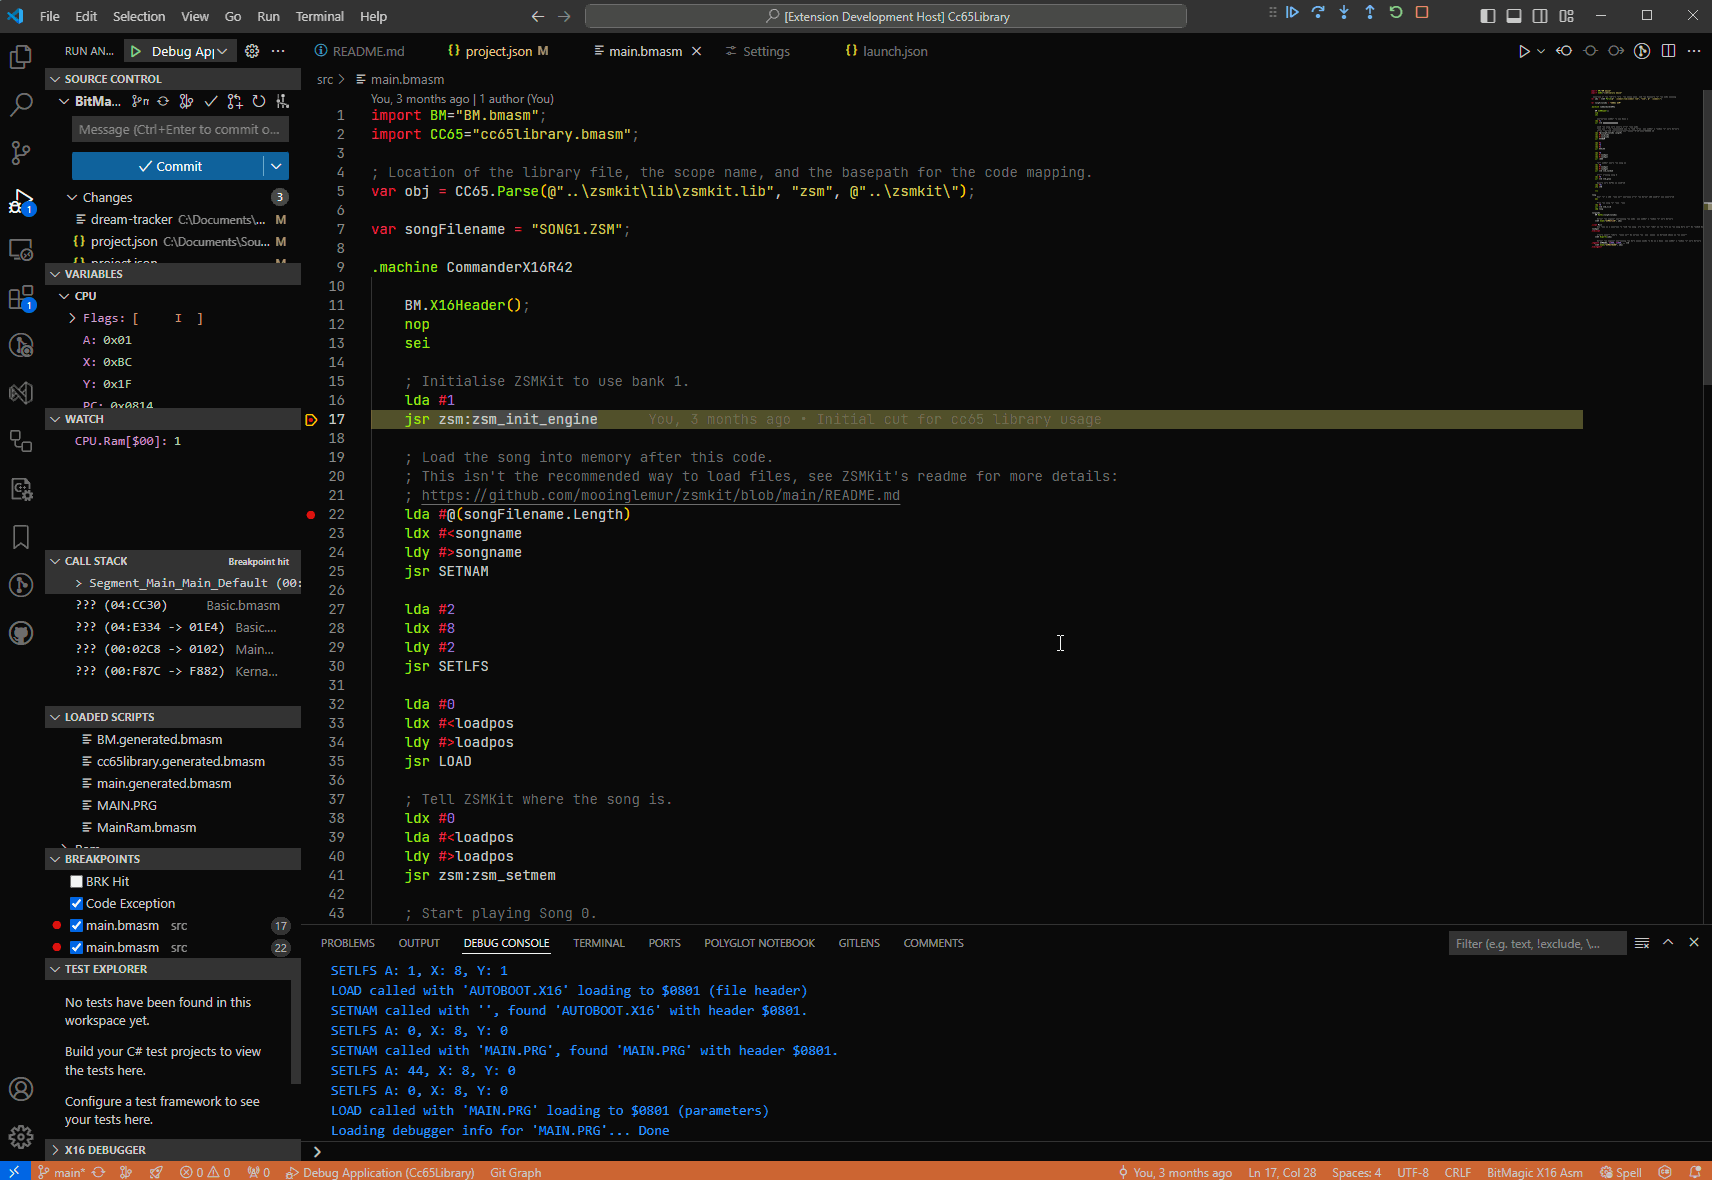 File Edit Selection View Go Run Terminal Help
[Extension Development Host] Cc65Library
RUN AN... Debug Ap
README.md
project.json M
main.bmasm
Settings
launch.json
SOURCE CONTROL
BitMa...
Message (Ctrl+Enter to commit o...
Commit
Changes 3
dream-tracker C:\Documents\... M
project.json C:\Documents\Sou... M
project.json
VARIABLES
CPU
Flags: [ I ]
A: 0x01
X: 0xBC
Y: 0x1F
PC: 0x0814
WATCH
CPU.Ram[$00]: 1
CALL STACK Breakpoint hit
Segment_Main_Main_Default (00:
??? (04:CC30) Basic.bmasm
??? (04:E334 -> 01E4) Basic....
??? (00:02C8 -> 0102) Main...
??? (00:F87C -> F882) Kerna...
LOADED SCRIPTS
BM.generated.bmasm
cc65library.generated.bmasm
main.generated.bmasm
MAIN.PRG
MainRam.bmasm
BREAKPOINTS
BRK Hit
Code Exception
main.bmasm src 17
main.bmasm src 22
TEST EXPLORER
No tests have been found in this
workspace yet.
Build your C# test projects to view
the tests here.
Configure a test framework to see
your tests here.
X16 DEBUGGER
src > main.bmasm
You, 3 months ago | 1 author (You)
1 import BM="BM.bmasm";
2 import CC65="cc65library.bmasm";
3
4 ; Location of the library file, the scope name, and the basepath for the code mapping.
5 var obj = CC65.Parse(@"..\zsmkit\lib\zsmkit.lib", "zsm", @"..\zsmkit\");
6
7 var songFilename = "SONG1.ZSM";
8
9 .machine CommanderX16R42
10
11 BM.X16Header();
12 nop
13 sei
14
15 ; Initialise ZSMKit to use bank 1.
16 lda #1
17 jsr zsm:zsm_init_engine You, 3 months ago • Initial cut for cc65 library usage
18
19 ; Load the song into memory after this code.
20 ; This isn't the recommended way to load files, see ZSMKit's readme for more details:
21 ; https://github.com/mooinglemur/zsmkit/blob/main/README.md
22 lda #@(songFilename.Length)
23 ldx #<songname
24 ldy #>songname
25 jsr SETNAM
26
27 lda #2
28 ldx #8
29 ldy #2
30 jsr SETLFS
31
32 lda #0
33 ldx #<loadpos
34 ldy #>loadpos
35 jsr LOAD
36
37 ; Tell ZSMKit where the song is.
38 ldx #0
39 lda #<loadpos
40 ldy #>loadpos
41 jsr zsm:zsm_setmem
42
43 ; Start playing Song 0.
PROBLEMS OUTPUT DEBUG CONSOLE TERMINAL PORTS POLYGLOT NOTEBOOK GITLENS COMMENTS
Filter (e.g. text, !exclude, \...
SETLFS A: 1, X: 8, Y: 1
LOAD called with 'AUTOBOOT.X16' loading to $0801 (file header)
SETNAM called with '', found 'AUTOBOOT.X16' with header $0801.
SETLFS A: 0, X: 8, Y: 0
SETNAM called with 'MAIN.PRG', found 'MAIN.PRG' with header $0801.
SETLFS A: 44, X: 8, Y: 0
SETLFS A: 0, X: 8, Y: 0
LOAD called with 'MAIN.PRG' loading to $0801 (parameters)
Loading debugger info for 'MAIN.PRG'... Done
main* 0 0 0 Debug Application (Cc65Library) Git Graph
You, 3 months ago Ln 17, Col 28 Spaces: 4 UTF-8 CRLF BitMagic X16 Asm Spell